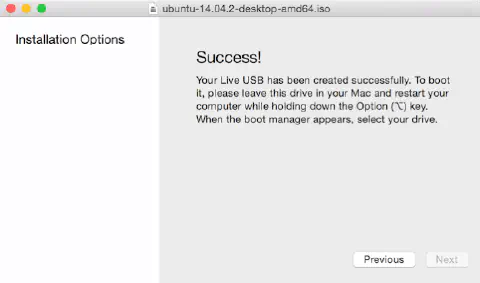 ubuntu-14.04.2-desktop-amd64.iso
Installation Options
Success!
Your Live USB has been created successfully. To boot
it, please leave this drive in your Mac and restart your
computer while holding down the Option (⌥) key.
When the boot manager appears, select your drive.
Previous
Next